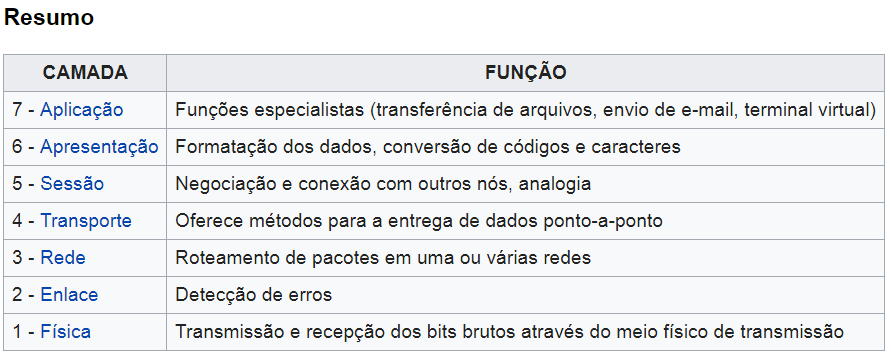 Resumo
CAMADA FUNÇÃO
7 - Aplicação Funções especialistas (transferência de arquivos, envio de e-mail, terminal virtual)
6 - Apresentação Formatação dos dados, conversão de códigos e caracteres
5 - Sessão Negociação e conexão com outros nós, analogia
4 - Transporte Oferece métodos para a entrega de dados ponto-a-ponto
3 - Rede Roteamento de pacotes em uma ou várias redes
2 - Enlace Detecção de erros
1 - Física Transmissão e recepção dos bits brutos através do meio físico de transmissão